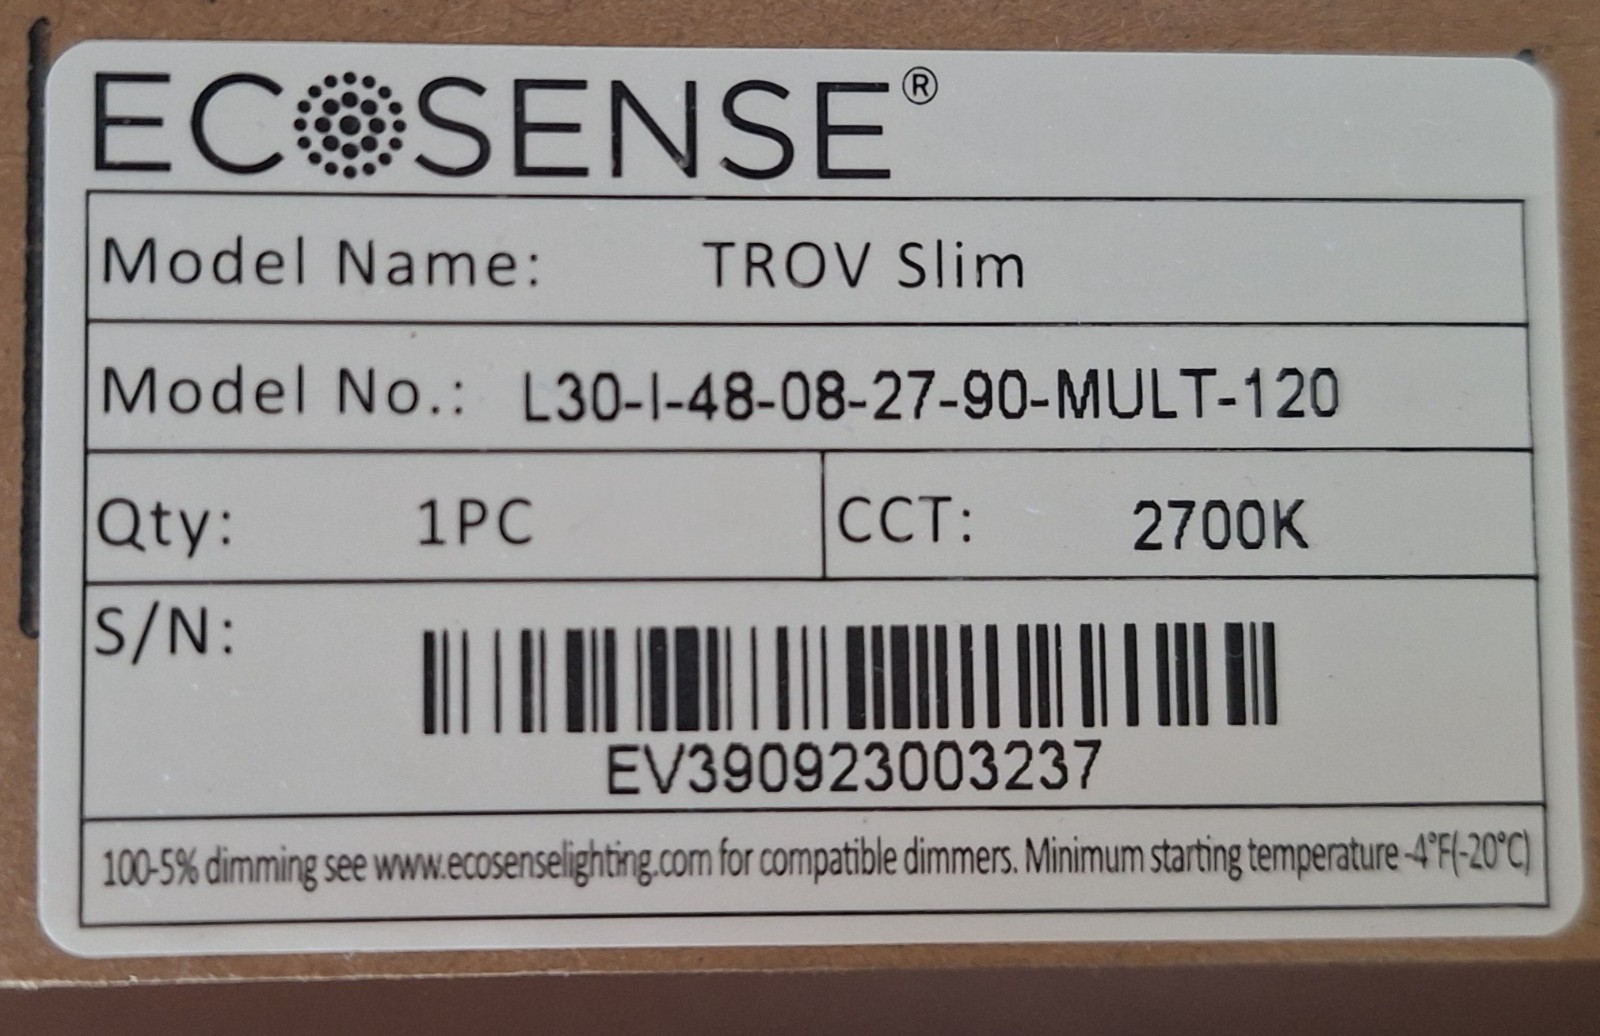 ECOSENSE®
Model Name: TROV Slim
Model No.: L30-I-48-08-27-90-MULT-120
Qty: 1PC CCT: 2700K
S/N:
EV390923003237
100-5% dimming see www.ecosenselighting.com for compatible dimmers. Minimum starting temperature -4°F(-20°C)